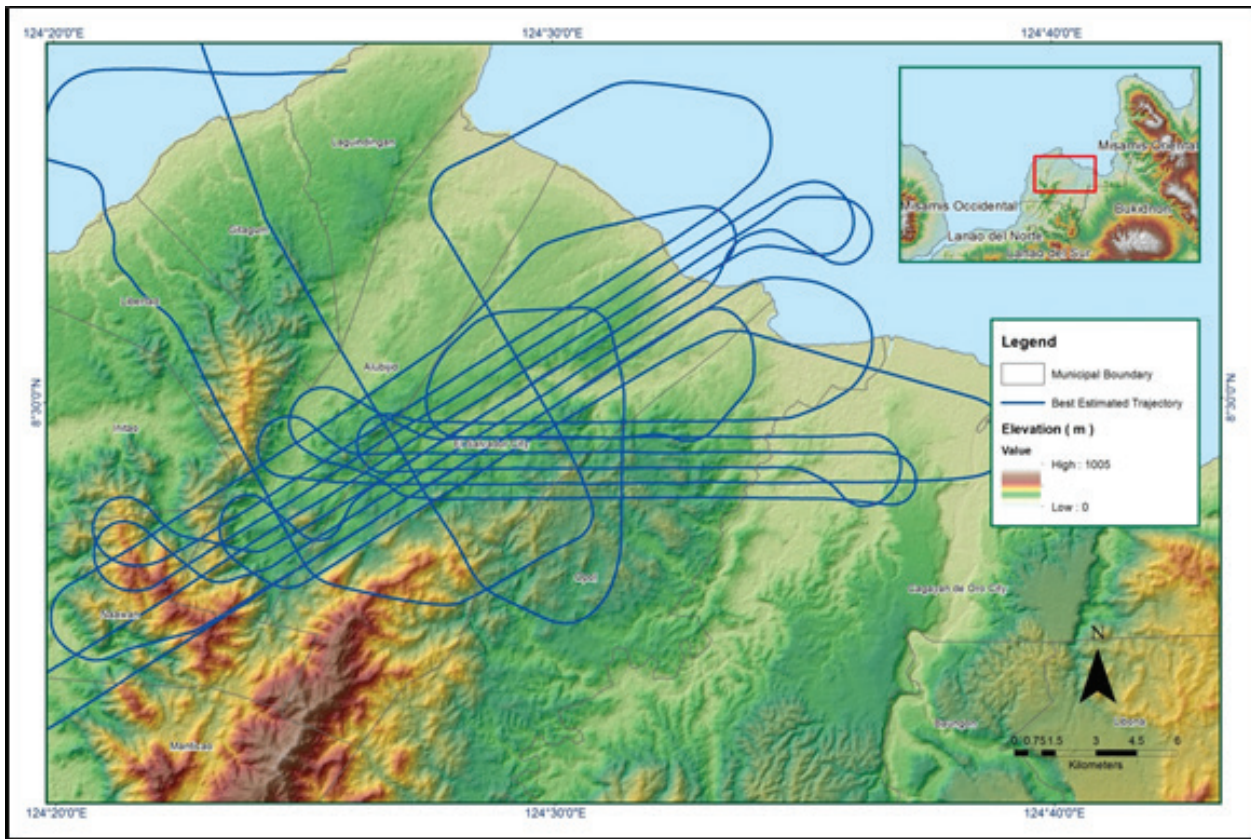 124°20'0"E
124°30'0"E
124°40'0"E
Laguindingan
Gitagum
Libertad
Alubijid
Initao
El Salvador City
Opol
Naawan
Cagayan de Oro City
Manticao
Baungon
Libona
8°30'0"N
8°30'0"N
Misamis Oriental
Misamis Occidental
Bukidnon
Lanao del Norte
Lanao del Sur
Legend
Municipal Boundary
Best Estimated Trajectory
Elevation ( m )
Value
High : 1005
Low : 0
N
0 0.75 1.5 3 4.5 6
Kilometers
124°20'0"E
124°30'0"E
124°40'0"E